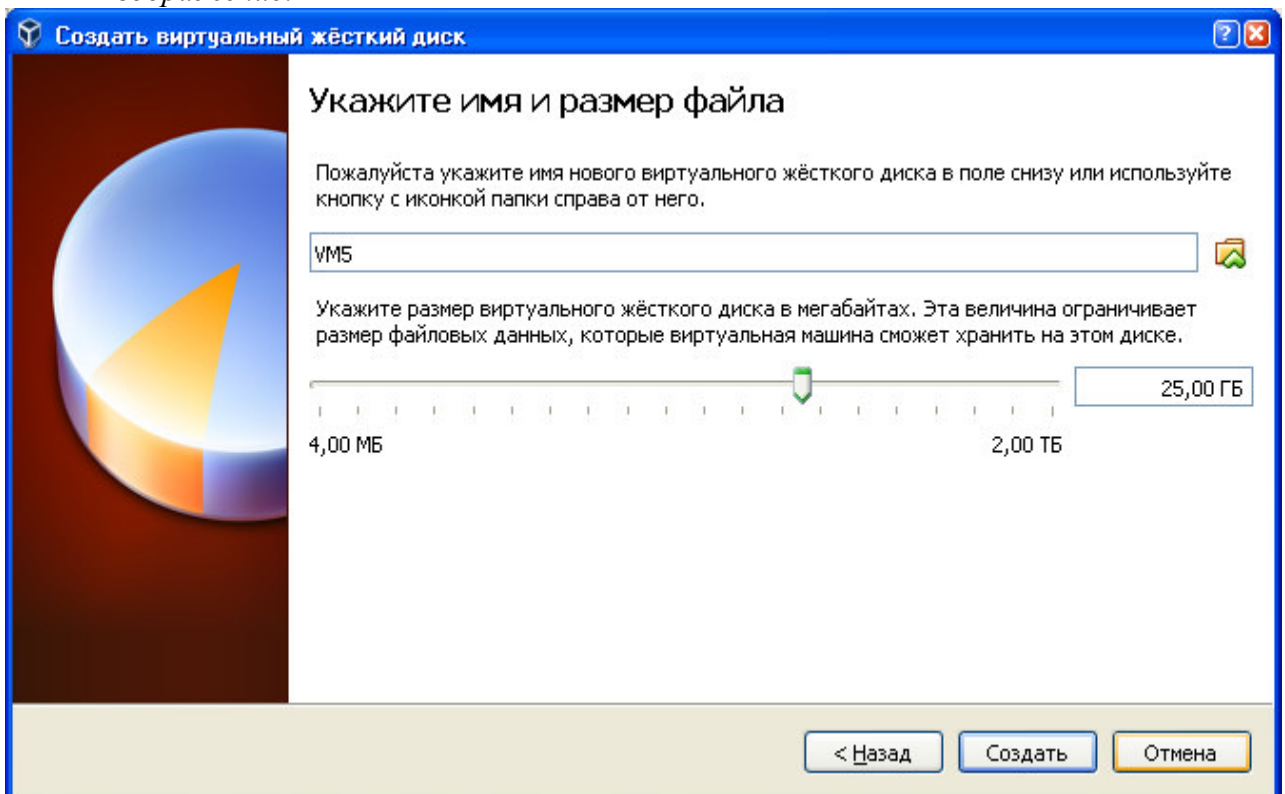 Создать виртуальный жёсткий диск
Укажите имя и размер файла
Пожалуйста укажите имя нового виртуального жёсткого диска в поле снизу или используйте
кнопку с иконкой папки справа от него.
VM5
Укажите размер виртуального жёсткого диска в мегабайтах. Эта величина ограничивает
размер файловых данных, которые виртуальная машина сможет хранить на этом диске.
25,00 ГБ
4,00 МБ 2,00 ТБ
< Назад Создать Отмена